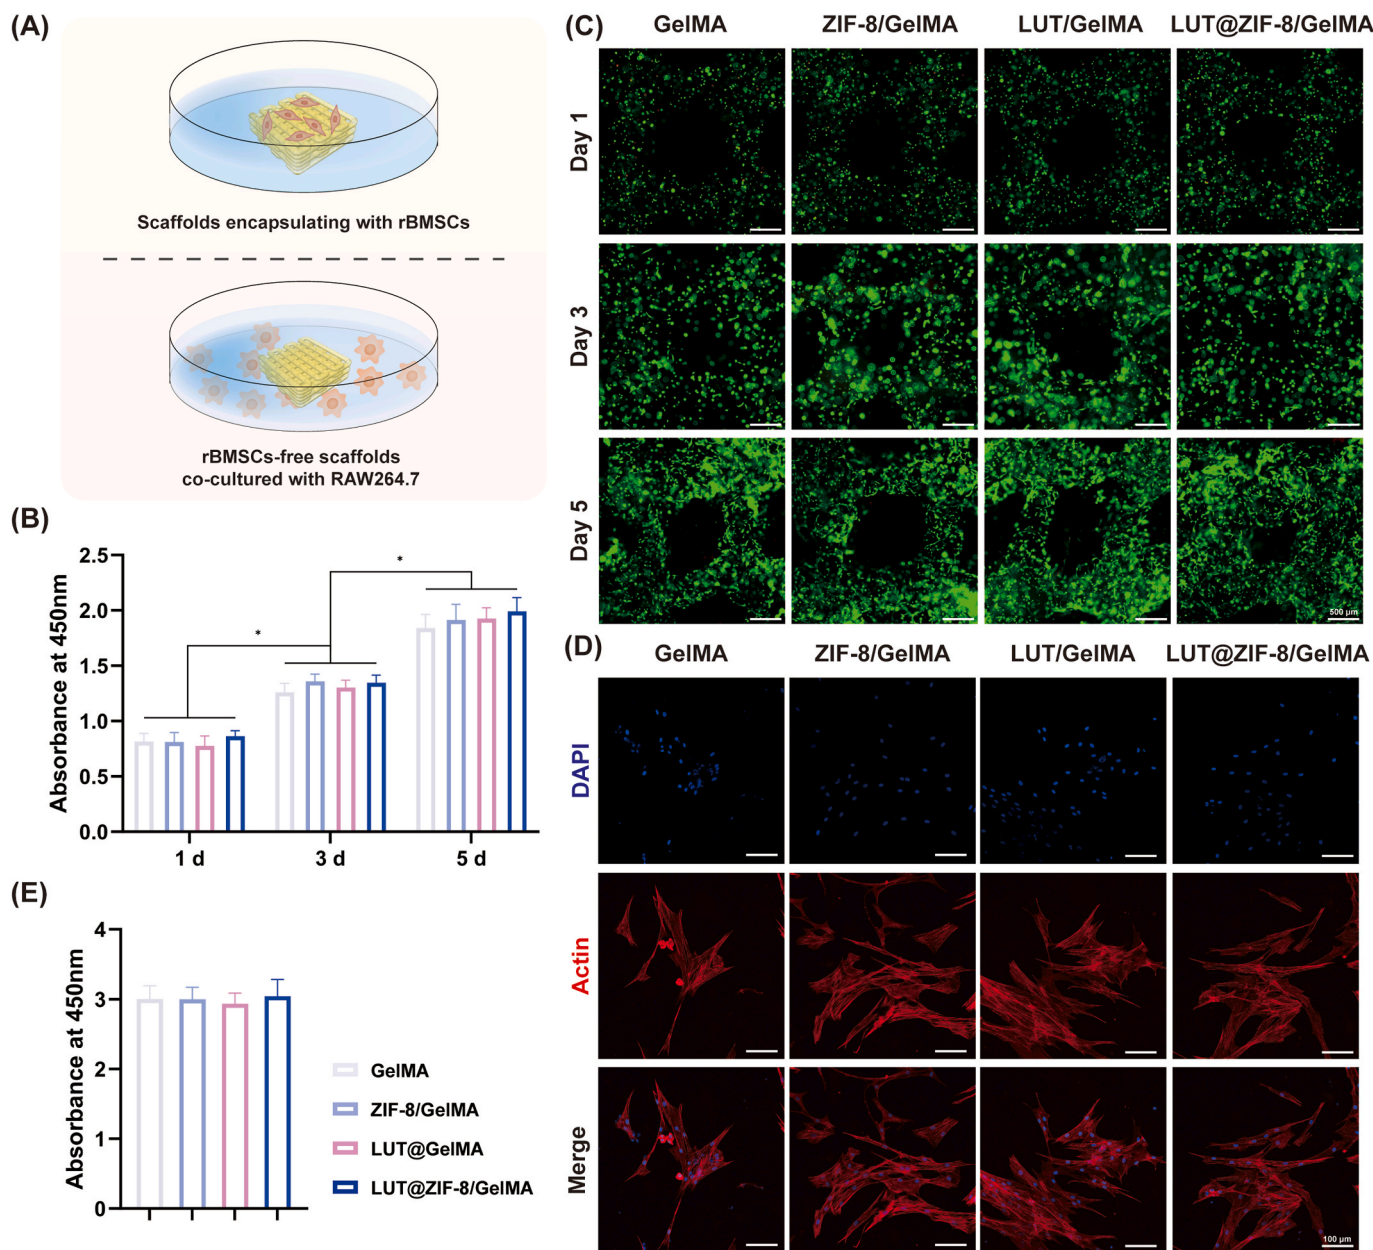 (A)
Scaffolds encapsulating with rBMSCs
rBMSCs-free scaffolds
co-cultured with RAW264.7
(B)
Absorbance at 450nm
2.5
2.0
1.5
1.0
0.5
0.0
*
*
1 d
3 d
5 d
(C)
GelMA
ZIF-8/GelMA
LUT/GelMA
LUT@ZIF-8/GelMA
Day 1
Day 3
Day 5
500 μm
(D)
GelMA
ZIF-8/GelMA
LUT/GelMA
LUT@ZIF-8/GelMA
DAPI
Actin
Merge
100 μm
(E)
Absorbance at 450nm
4
3
2
1
0
GelMA
ZIF-8/GelMA
LUT@GelMA
LUT@ZIF-8/GelMA